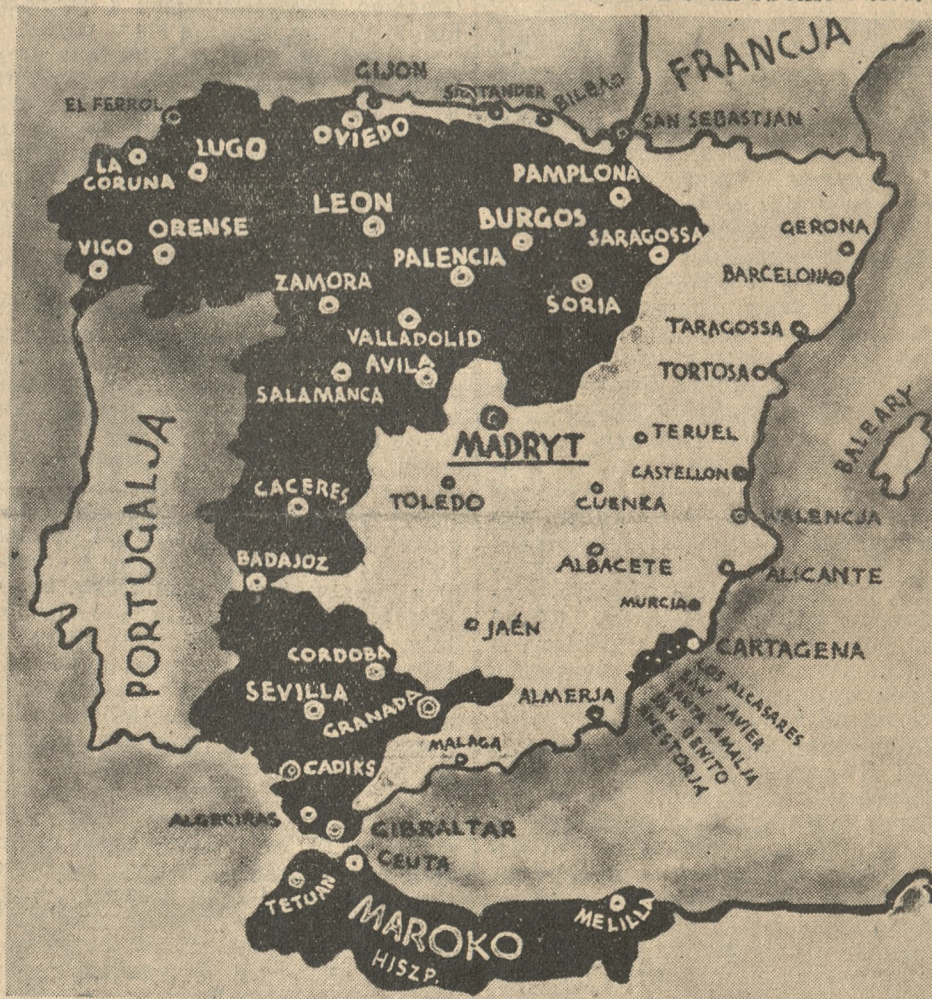 FRANCJA
GIJON
SANTANDER
BILBAO
EL FERROL
OVIEDO
SAN SEBASTJAN
LUGO
LA
CORUNA
PAMPLONA
LEON
BURGOS
ORENSE
VIGO
SARAGOSSA
GERONA
PALENCIA
BARCELONA
ZAMORA
SORIA
VALLADOLID
TARAGOSSA
AVILA
TORTOSA
SALAMANCA
BALEARY
MADRYT
TERUEL
CASTELLON
PORTUGALJA
CACERES
TOLEDO
CUENKA
VALENCJA
BADAJOZ
ALBACETE
ALICANTE
MURCIA
JAÉN
CORDOBA
CARTAGENA
LOS ALCASARES
SAN JAVIER
SANTA AMALJA
SAN BENITO
SEVILLA
GRANADA
ALMERJA
MALAGA
CADIKS
ALGECIRAS
GIBRALTAR
CEUTA
TETUAN
MAROKO
HISZP.
MELILLA